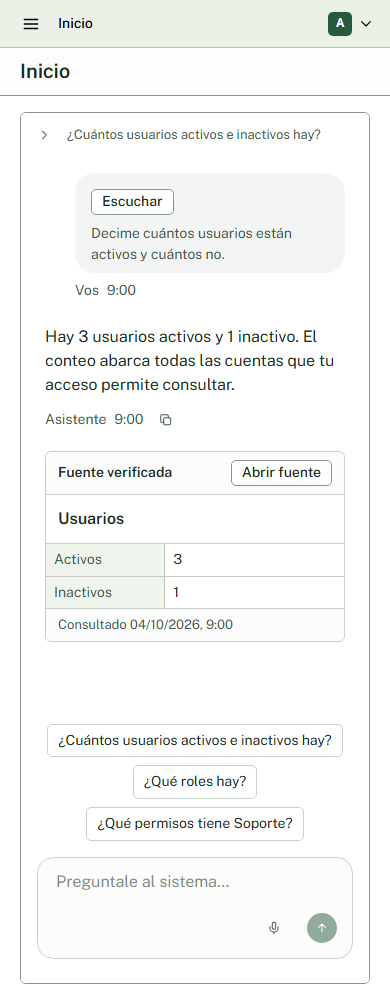 Inicio
A
Inicio
¿Cuántos usuarios activos e inactivos hay?
Escuchar
Decime cuántos usuarios están
activos y cuántos no.
Vos 9:00
Hay 3 usuarios activos y 1 inactivo. El
conteo abarca todas las cuentas que tu
acceso permite consultar.
Asistente 9:00
Fuente verificada
Abrir fuente
Usuarios
Activos 3
Inactivos 1
Consultado 04/10/2026, 9:00
¿Cuántos usuarios activos e inactivos hay?
¿Qué roles hay?
¿Qué permisos tiene Soporte?
Preguntale al sistema...